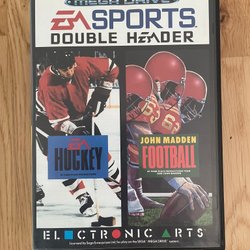 MEGA DRIVE
EA SPORTS
DOUBLE HEADER
EA
HOCKEY
JOHN MADDEN
FOOTBALL
ELECTRONIC ARTS